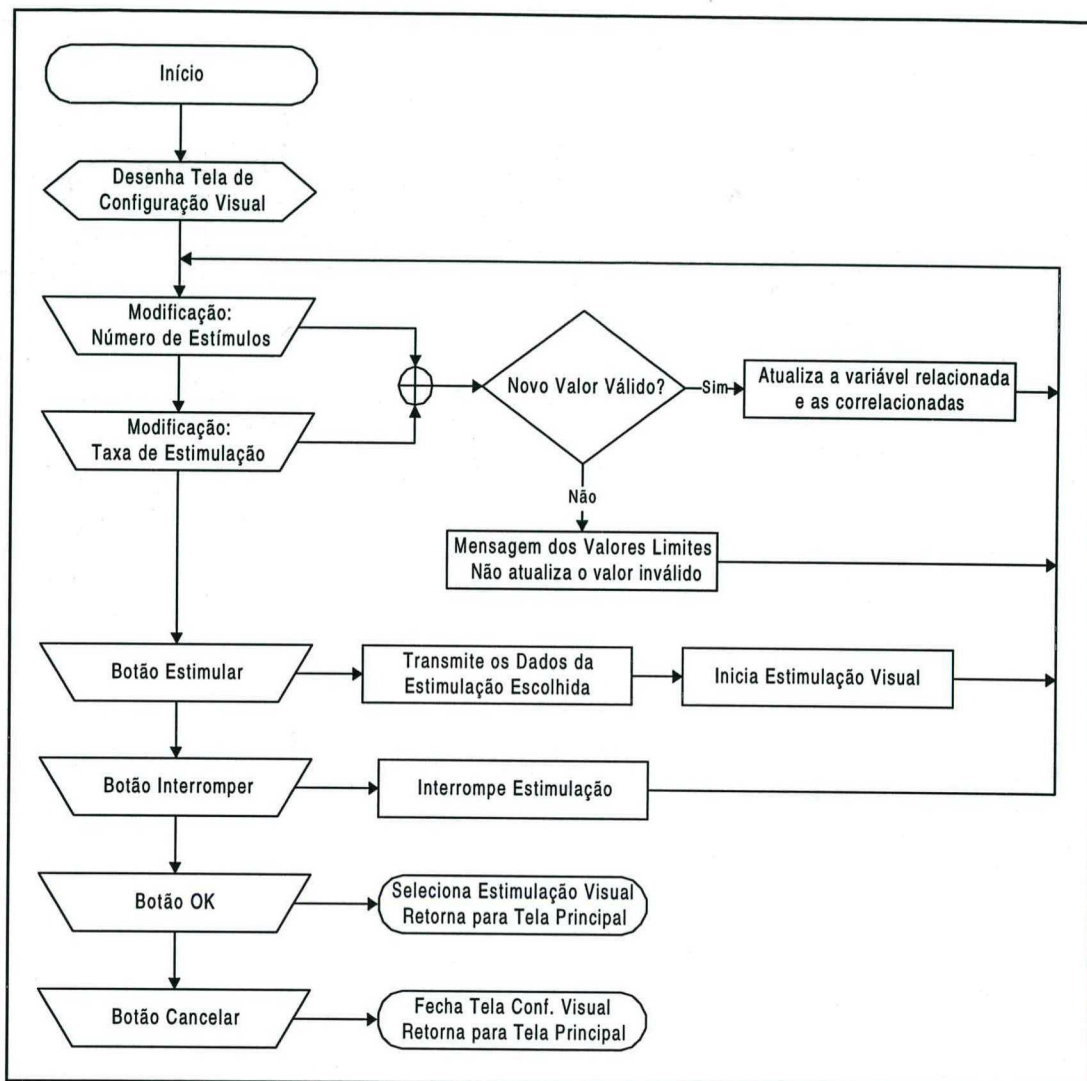 Início
Desenha Tela de
Configuração Visual
Modificação:
Número de Estímulos
Novo Valor Válido?
Sim
Atualiza a variável relacionada
e as correlacionadas
Modificação:
Taxa de Estimulação
Não
Mensagem dos Valores Limites
Não atualiza o valor inválido
Botão Estimular
Transmite os Dados da
Estimulação Escolhida
Inicia Estimulação Visual
Botão Interromper
Interrompe Estimulação
Botão OK
Seleciona Estimulação Visual
Retorna para Tela Principal
Botão Cancelar
Fecha Tela Conf. Visual
Retorna para Tela Principal